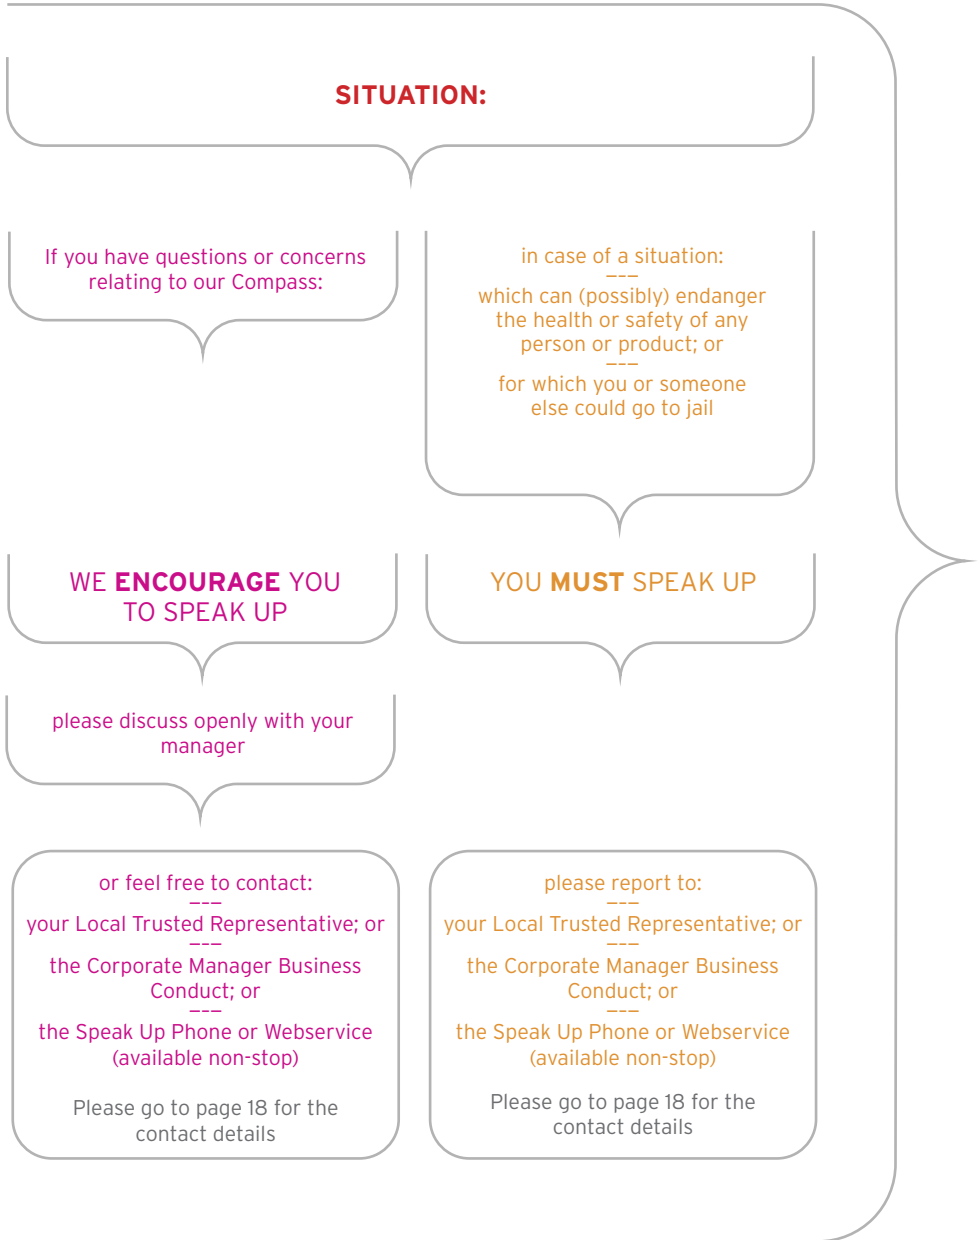 SITUATION:
If you have questions or concerns
relating to our Compass:
in case of a situation:
---
which can (possibly) endanger
the health or safety of any
person or product; or
---
for which you or someone
else could go to jail
WE ENCOURAGE YOU
TO SPEAK UP
YOU MUST SPEAK UP
please discuss openly with your
manager
or feel free to contact:
---
your Local Trusted Representative; or
---
the Corporate Manager Business
Conduct; or
---
the Speak Up Phone or Webservice
(available non-stop)
Please go to page 18 for the
contact details
please report to:
---
your Local Trusted Representative; or
---
the Corporate Manager Business
Conduct; or
---
the Speak Up Phone or Webservice
(available non-stop)
Please go to page 18 for the
contact details